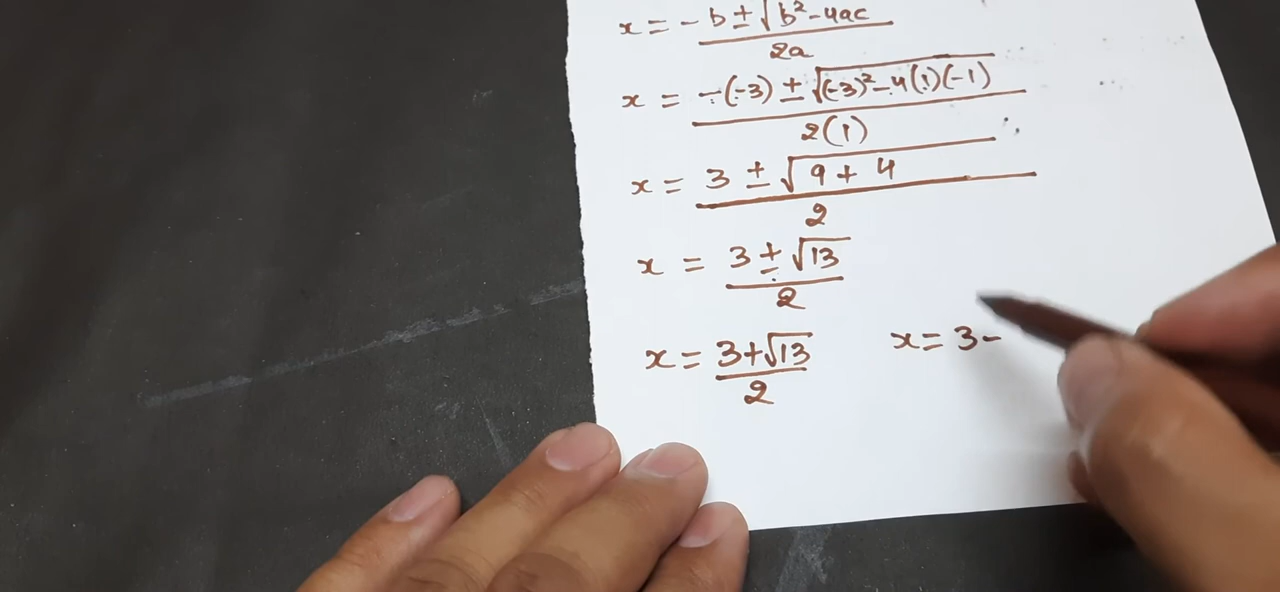 x = -b ± √b² - 4ac / 2a
x = -(-3) ± √(-3)² - 4(1)(-1) / 2(1)
x = 3 ± √9 + 4 / 2
x = 3 ± √13 / 2
x = 3+√13 / 2 x = 3-